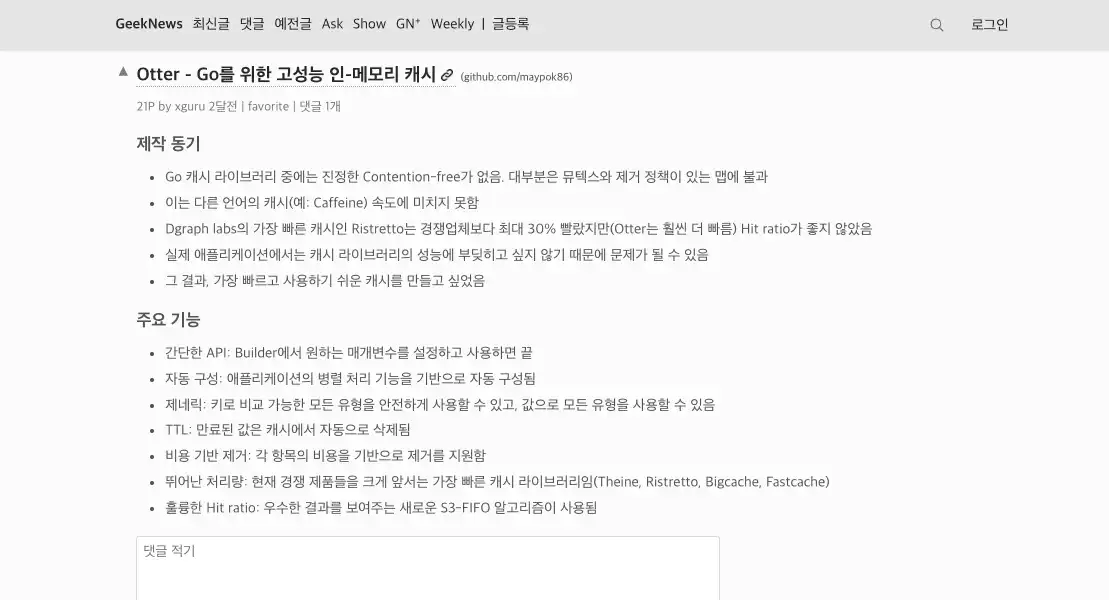 GeekNews 최신글 댓글 예전글 Ask Show GN⁺ Weekly | 글등록 로그인
▲ Otter - Go를 위한 고성능 인-메모리 캐시 (github.com/maypok86)
21P by xguru 2달전 | favorite | 댓글 1개
제작 동기
• Go 캐시 라이브러리 중에는 진정한 Contention-free가 없음. 대부분은 뮤텍스와 제거 정책이 있는 맵에 불과
• 이는 다른 언어의 캐시(예: Caffeine) 속도에 미치지 못함
• Dgraph labs의 가장 빠른 캐시인 Ristretto는 경쟁업체보다 최대 30% 빨랐지만(Otter는 훨씬 더 빠름) Hit ratio가 좋지 않았음
• 실제 애플리케이션에서는 캐시 라이브러리의 성능에 부딪히고 싶지 않기 때문에 문제가 될 수 있음
• 그 결과, 가장 빠르고 사용하기 쉬운 캐시를 만들고 싶었음
주요 기능
• 간단한 API: Builder에서 원하는 매개변수를 설정하고 사용하면 끝
• 자동 구성: 애플리케이션의 병렬 처리 기능을 기반으로 자동 구성됨
• 제네릭: 키로 비교 가능한 모든 유형을 안전하게 사용할 수 있고, 값으로 모든 유형을 사용할 수 있음
• TTL: 만료된 값은 캐시에서 자동으로 삭제됨
• 비용 기반 제거: 각 항목의 비용을 기반으로 제거를 지원함
• 뛰어난 처리량: 현재 경쟁 제품들을 크게 앞서는 가장 빠른 캐시 라이브러리임(Theine, Ristretto, Bigcache, Fastcache)
• 훌륭한 Hit ratio: 우수한 결과를 보여주는 새로운 S3-FIFO 알고리즘이 사용됨
댓글 적기